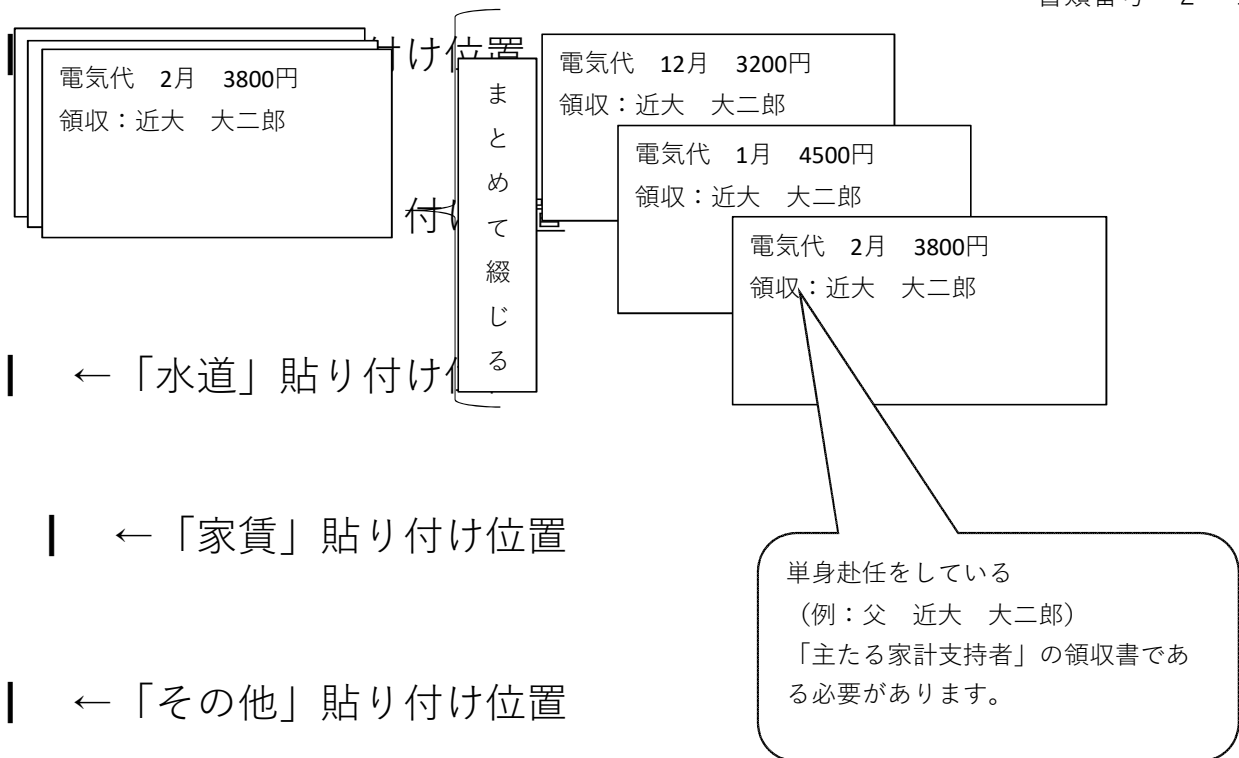 付け位置
電気代 2月 3800円
領収：近大 大二郎
まとめて綴じる
電気代 12月 3200円
領収：近大 大二郎
電気代 1月 4500円
領収：近大 大二郎
電気代 2月 3800円
領収：近大 大二郎
付
←「水道」貼り付け
←「家賃」貼り付け位置
←「その他」貼り付け位置
単身赴任をしている
（例：父 近大 大二郎）
「主たる家計支持者」の領収書であ
る必要があります。